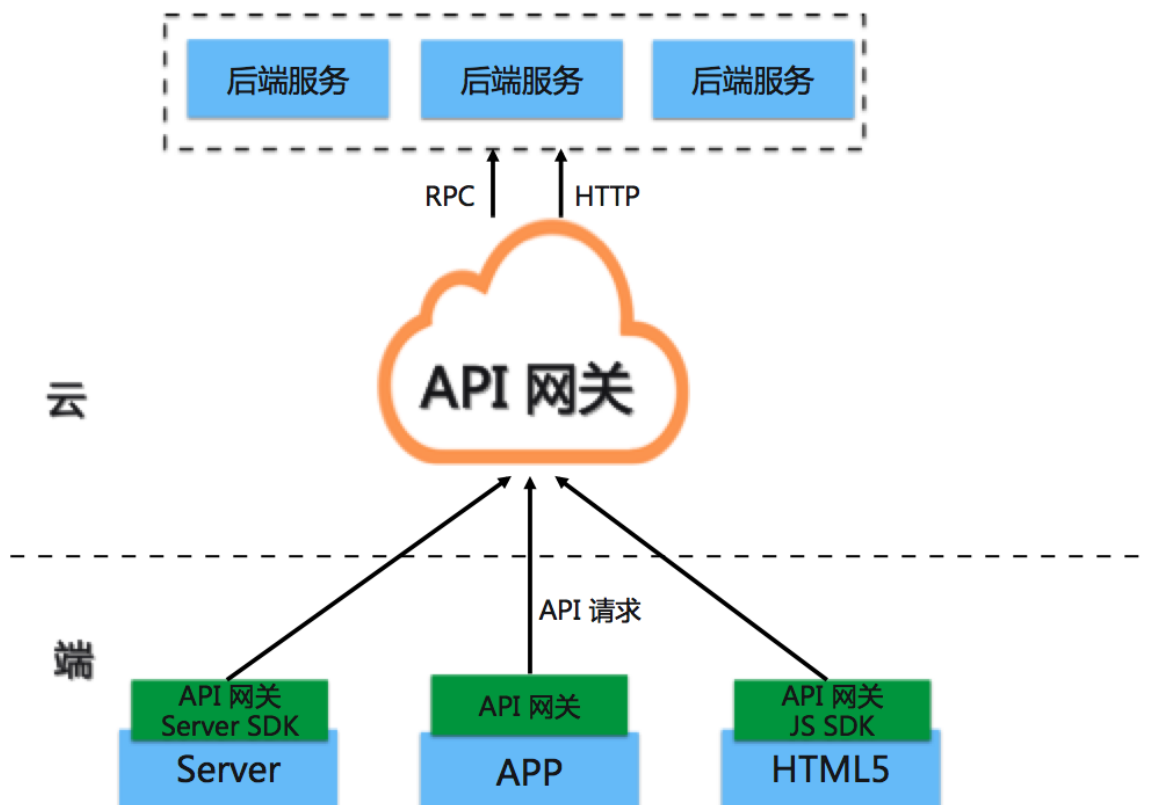 后端服务
后端服务
后端服务
RPC
HTTP
API 网关
云
API 请求
端
API 网关
Server SDK
API 网关
API 网关
JS SDK
Server
APP
HTML5